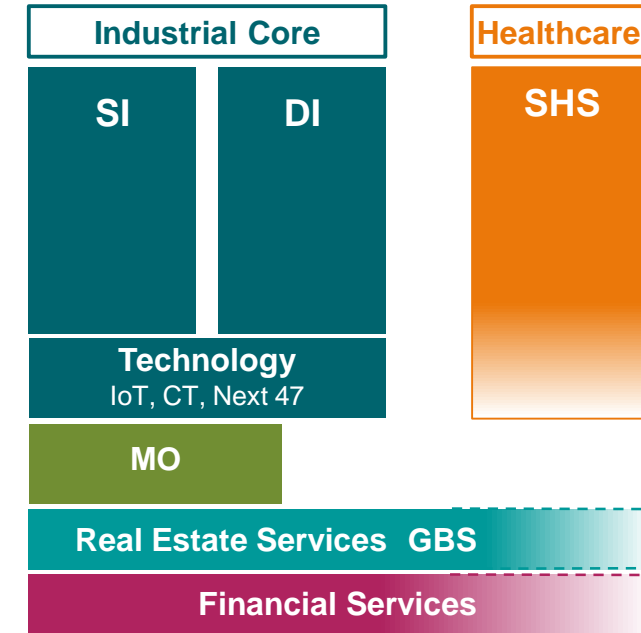 Industrial Core
Healthcare
SI
DI
SHS
Technology
IoT, CT, Next 47
MO
Real Estate Services GBS
Financial Services